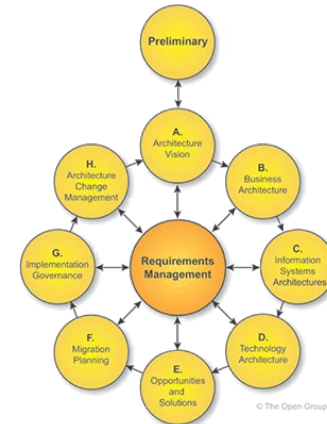 Preliminary
A.
Architecture
Vision
B.
Business
Architecture
C.
Information
Systems
Architectures
D.
Technology
Architecture
E.
Opportunities
and
Solutions
F.
Migration
Planning
G.
Implementation
Governance
H.
Architecture
Change
Management
Requirements
Management
© The Open Group